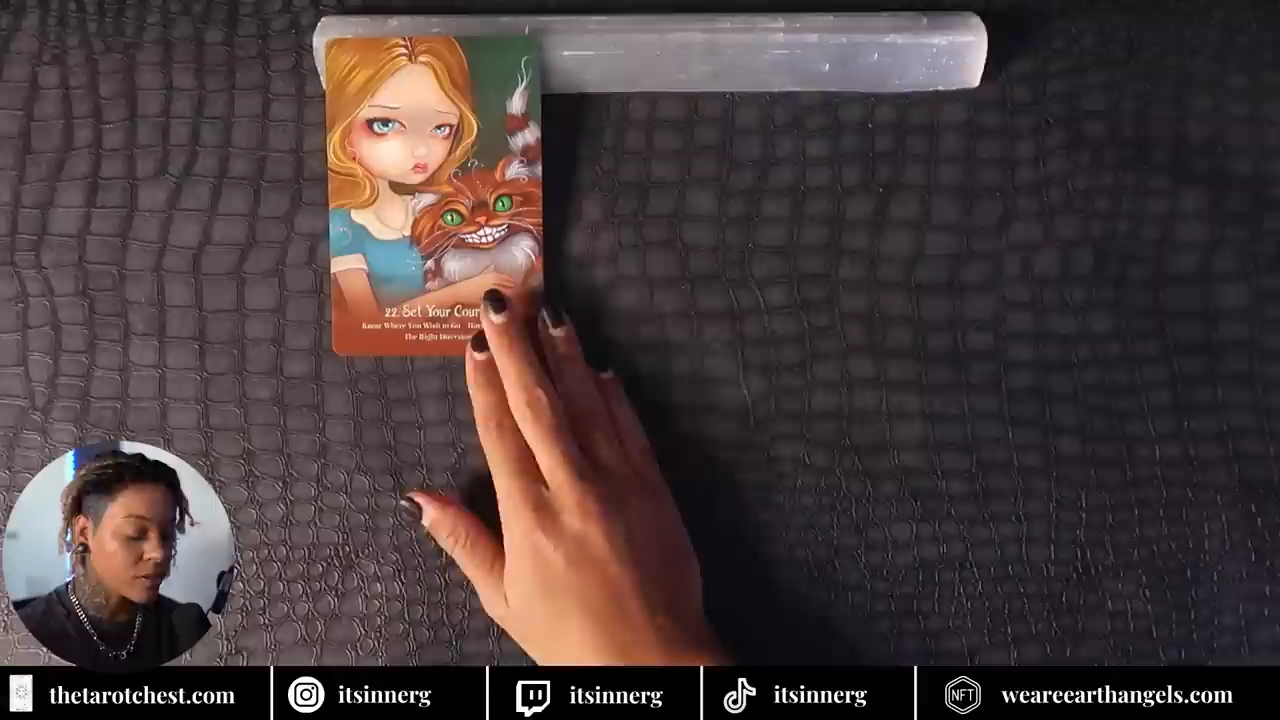 22. Set Your Cour
Know Where You Wish to Go
The Right Direction
thetarotchest.com
itsinnerg
itsinnerg
itsinnerg
NFT
weareearthangels.com